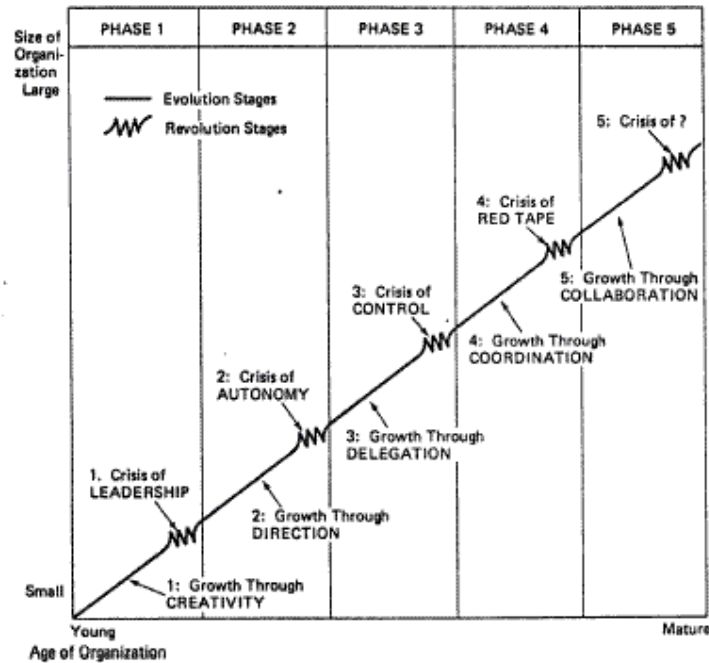 Size of
Organi-
zation
Large
PHASE 1
PHASE 2
PHASE 3
PHASE 4
PHASE 5
Evolution Stages
Revolution Stages
5: Crisis of ?
4: Crisis of
RED TAPE
5: Growth Through
COLLABORATION
3: Crisis of
CONTROL
4: Growth Through
COORDINATION
2: Crisis of
AUTONOMY
3: Growth Through
DELEGATION
1. Crisis of
LEADERSHIP
2: Growth Through
DIRECTION
1: Growth Through
CREATIVITY
Small
Young
Mature
Age of Organization